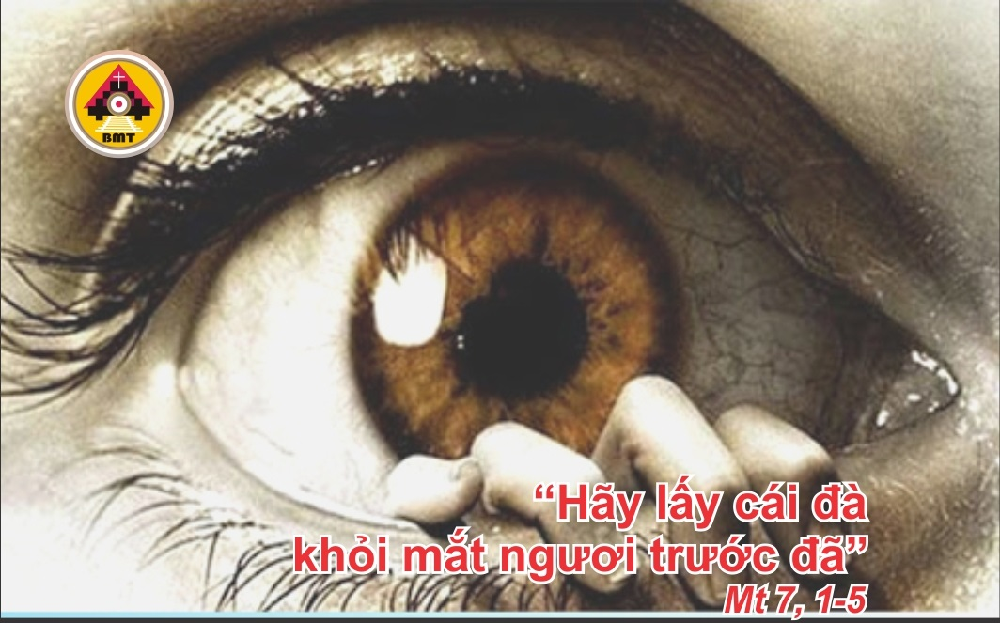 BMT
“Hãy lấy cái đà
khỏi mắt ngươi trước đã”
Mt 7, 1-5